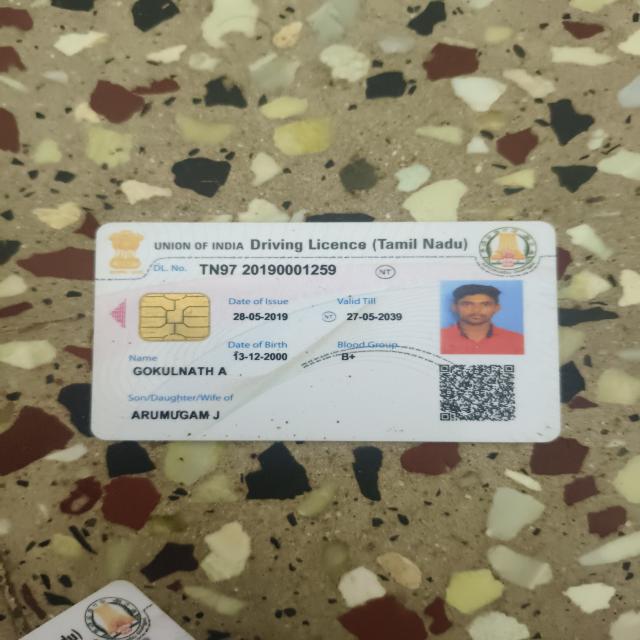 UNION OF INDIA Driving Licence (Tamil Nadu)
DL. No. TN97 20190001259 NT
Date of Issue Valid Till
28-05-2019 NT 27-05-2039
Date of Birth Blood Group
13-12-2000 B+
Name
GOKULNATH A
Son/Daughter/Wife of
ARUMUGAM J